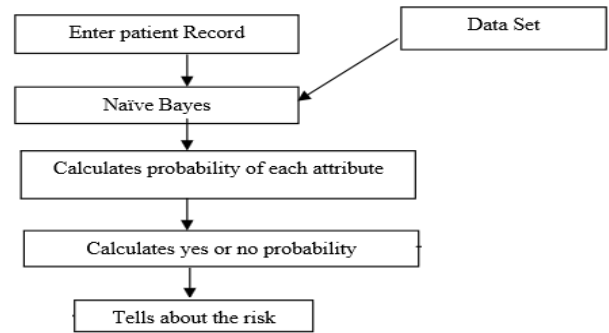 Enter patient Record
Data Set
Naïve Bayes
Calculates probability of each attribute
Calculates yes or no probability
Tells about the risk